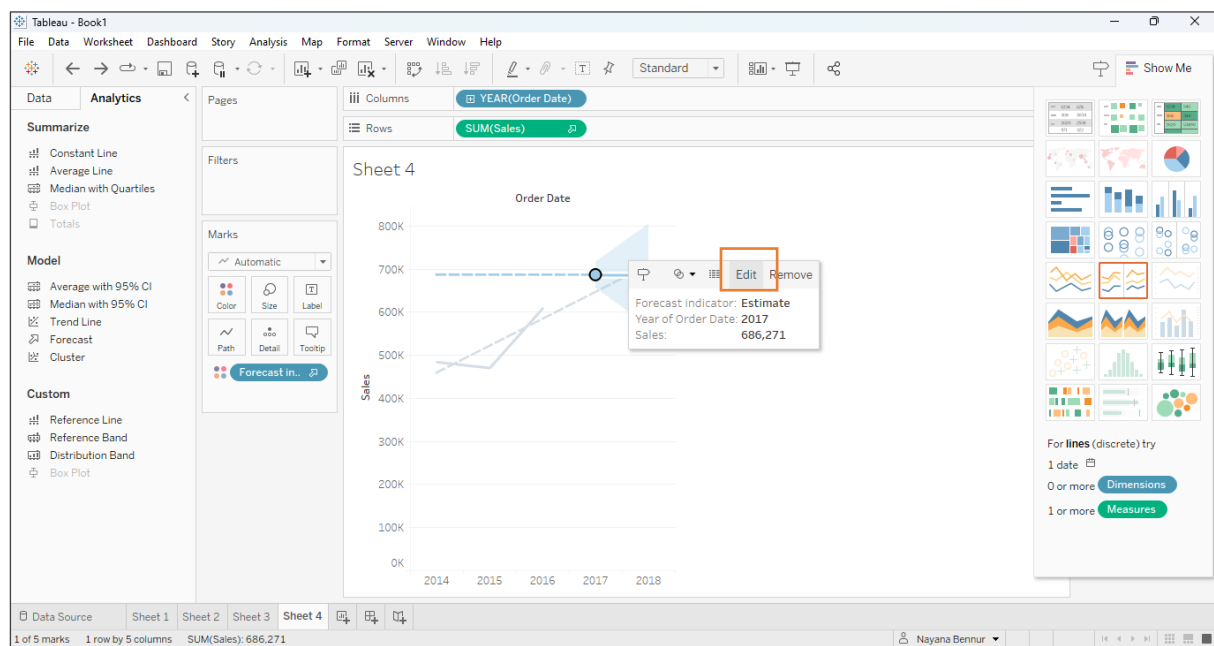 Tableau - Book1
File Data Worksheet Dashboard Story Analysis Map Format Server Window Help
Standard
Show Me
Data Analytics
Summarize
Constant Line
Average Line
Median with Quartiles
Box Plot
Totals
Model
Average with 95% CI
Median with 95% CI
Trend Line
Forecast
Cluster
Custom
Reference Line
Reference Band
Distribution Band
Box Plot
Pages
Filters
Marks
Automatic
Color Size Label
Path Detail Tooltip
Forecast in..
Columns YEAR(Order Date)
Rows SUM(Sales)
Sheet 4
Order Date
Sales
800K
700K
600K
500K
400K
300K
200K
100K
0K
2014 2015 2016 2017 2018
Edit Remove
Forecast indicator: Estimate
Year of Order Date: 2017
Sales: 686,271
For lines (discrete) try
1 date
0 or more Dimensions
1 or more Measures
Data Source Sheet 1 Sheet 2 Sheet 3 Sheet 4
1 of 5 marks 1 row by 5 columns SUM(Sales): 686,271
Nayana Bennur